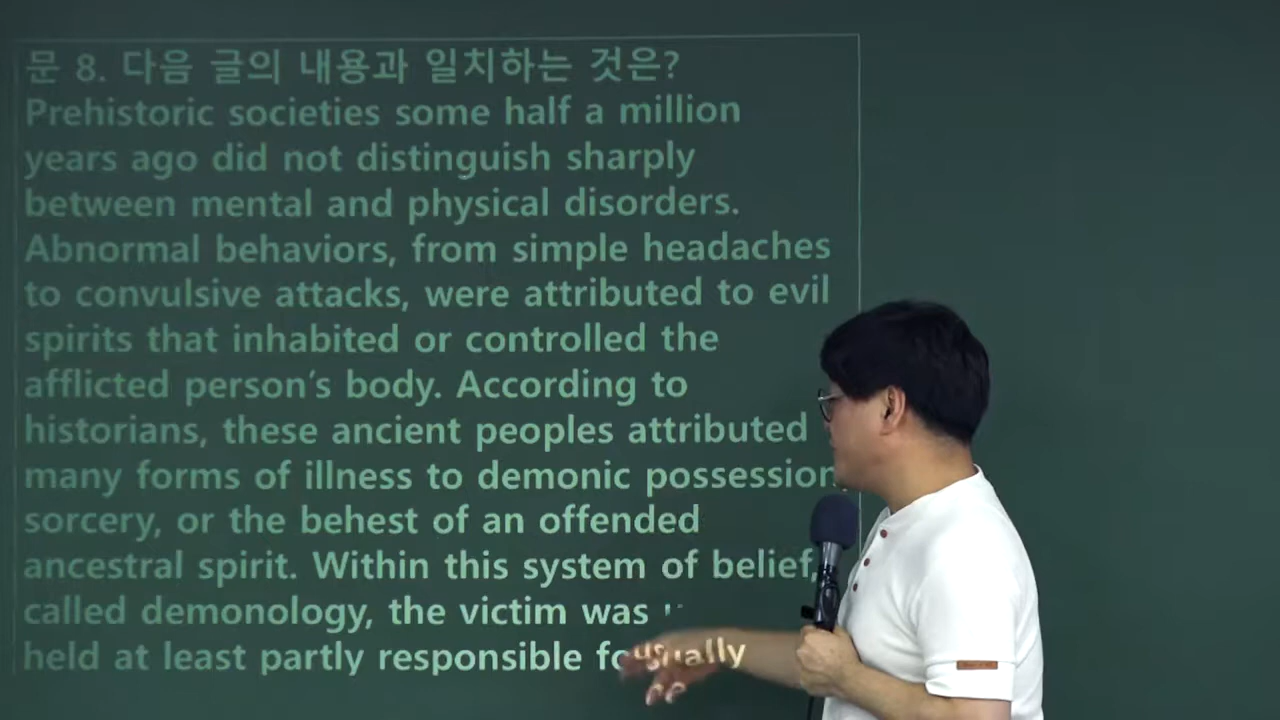 문 8. 다음 글의 내용과 일치하는 것은?
Prehistoric societies some half a million
years ago did not distinguish sharply
between mental and physical disorders.
Abnormal behaviors, from simple headaches
to convulsive attacks, were attributed to evil
spirits that inhabited or controlled the
afflicted person's body. According to
historians, these ancient peoples attributed
many forms of illness to demonic possession,
sorcery, or the behest of an offended
ancestral spirit. Within this system of belief,
called demonology, the victim was usually
held at least partly responsible